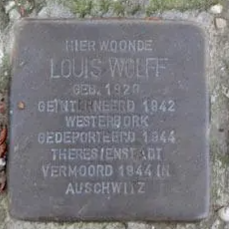 HIER WOONDE
LOUIS WOLFF
GEB. 1920
GEÏNTERNEERD 1942
WESTERBORK
GEDEPORTEERD 1944
THERESIENSTADT
VERMOORD 1944 IN
AUSCHWITZ